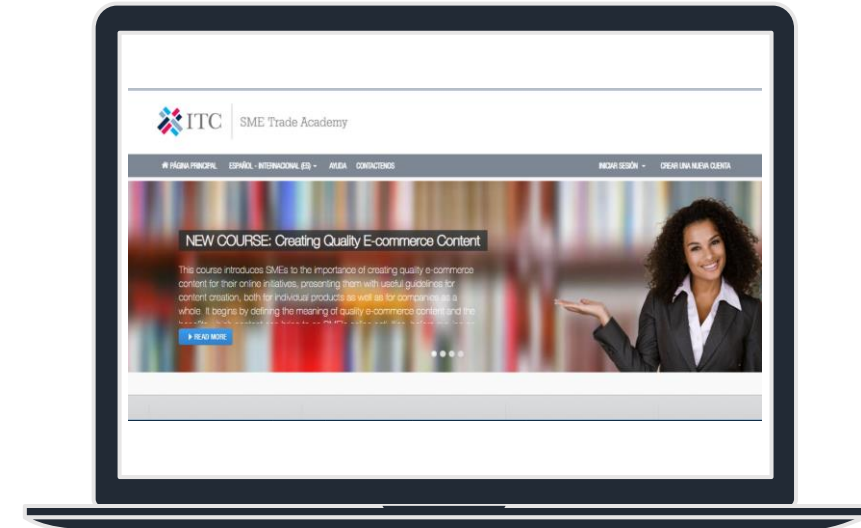 ITC SME Trade Academy
PÁGINA PRINCIPAL ESPAÑOL - INTERNACIONAL (ES) AYUDA CONTACTENOS INICIAR SESIÓN CREAR UNA NUEVA CUENTA
NEW COURSE: Creating Quality E-commerce Content
This course introduces SMEs to the importance of creating quality e-commerce
content for their online initiatives, presenting them with useful guidelines for
content creation, both for individual products as well as for companies as a
whole. It begins by defining the meaning of quality e-commerce content and the
READ MORE